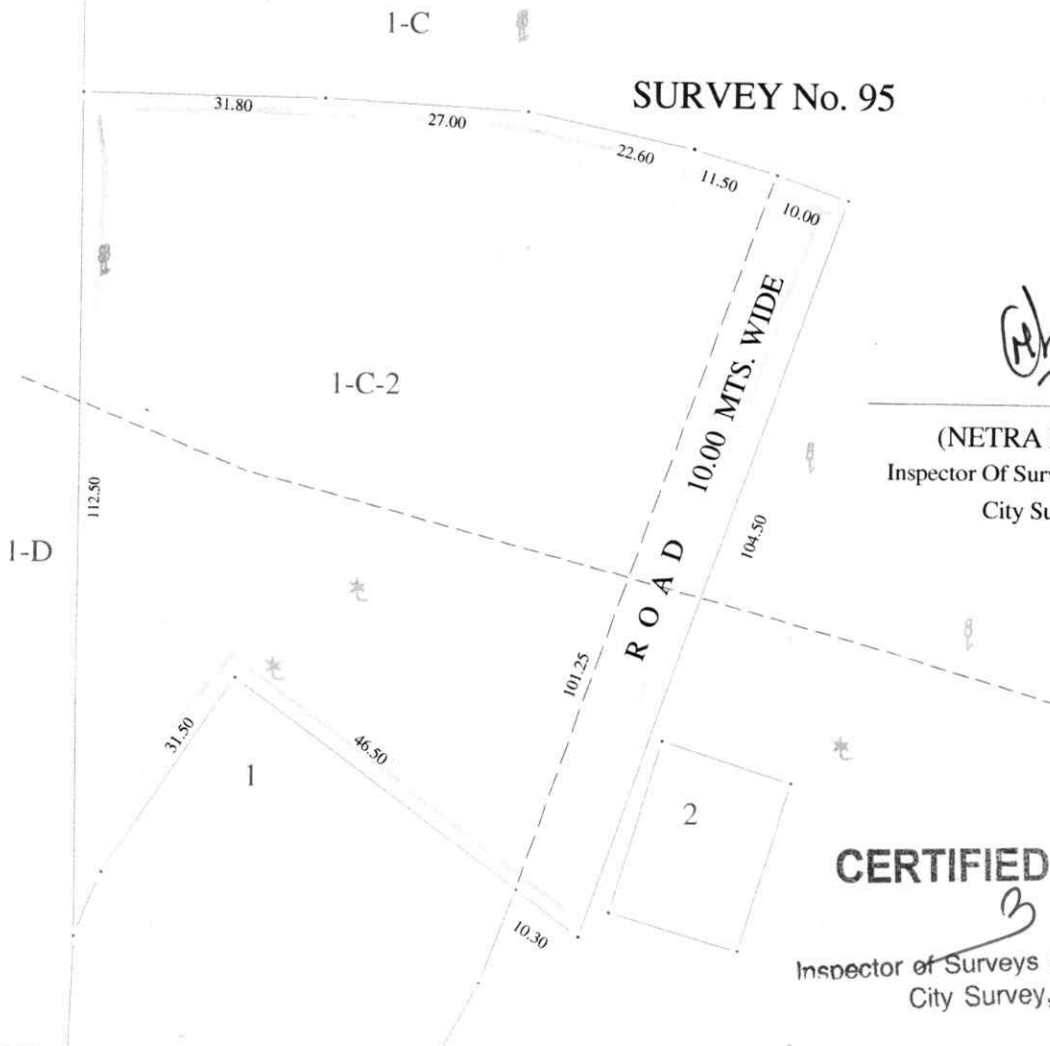 1-C
SURVEY No. 95
31.80
27.00
22.60
11.50
10.00
1-C-2
ROAD 10.00 MTS. WIDE
(NETRA
Inspector Of Sur
City Su
112.50
1-D
104.50
101.25
31.50
46.50
1
2
CERTIFIED
10.30
Inspector of Surveys
City Survey,